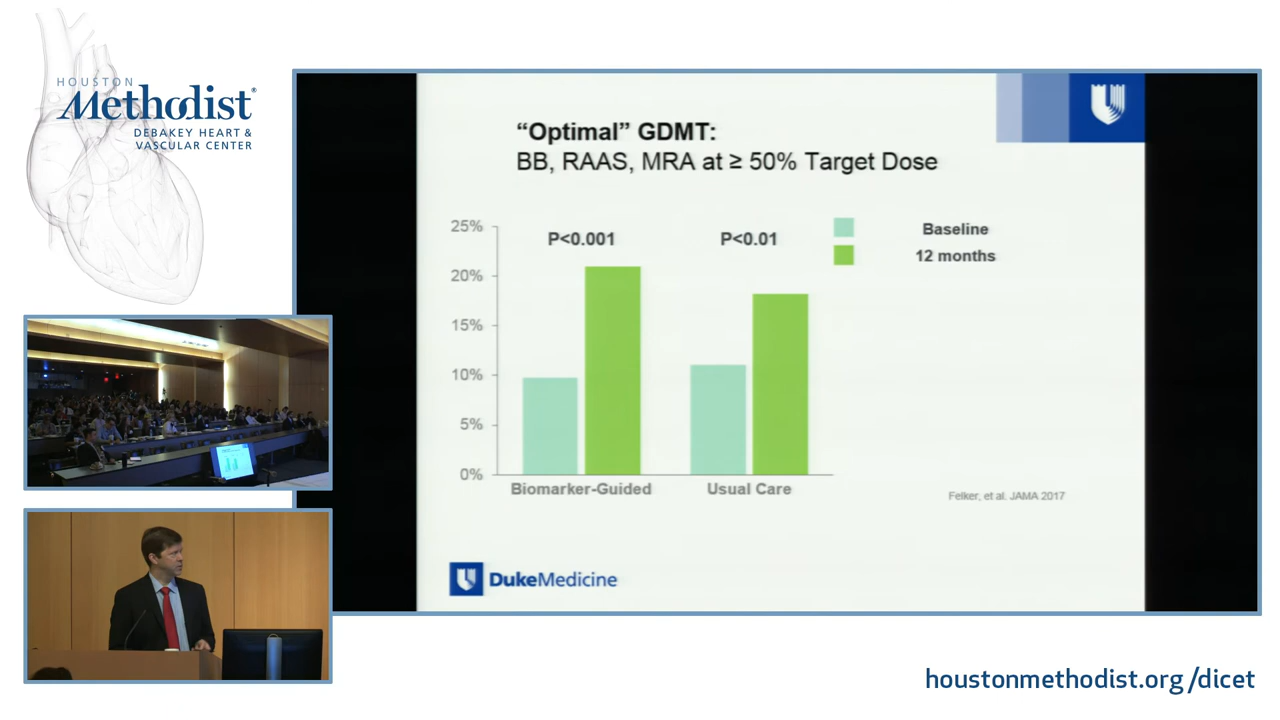 HOUSTON
Methodist®
DEBAKEY HEART &
VASCULAR CENTER
“Optimal” GDMT:
BB, RAAS, MRA at ≥ 50% Target Dose
25%
20%
15%
10%
5%
0%
P<0.001
P<0.01
Baseline
12 months
Biomarker-Guided
Usual Care
Felker, et al. JAMA 2017
DukeMedicine
houstonmethodist.org/dicet